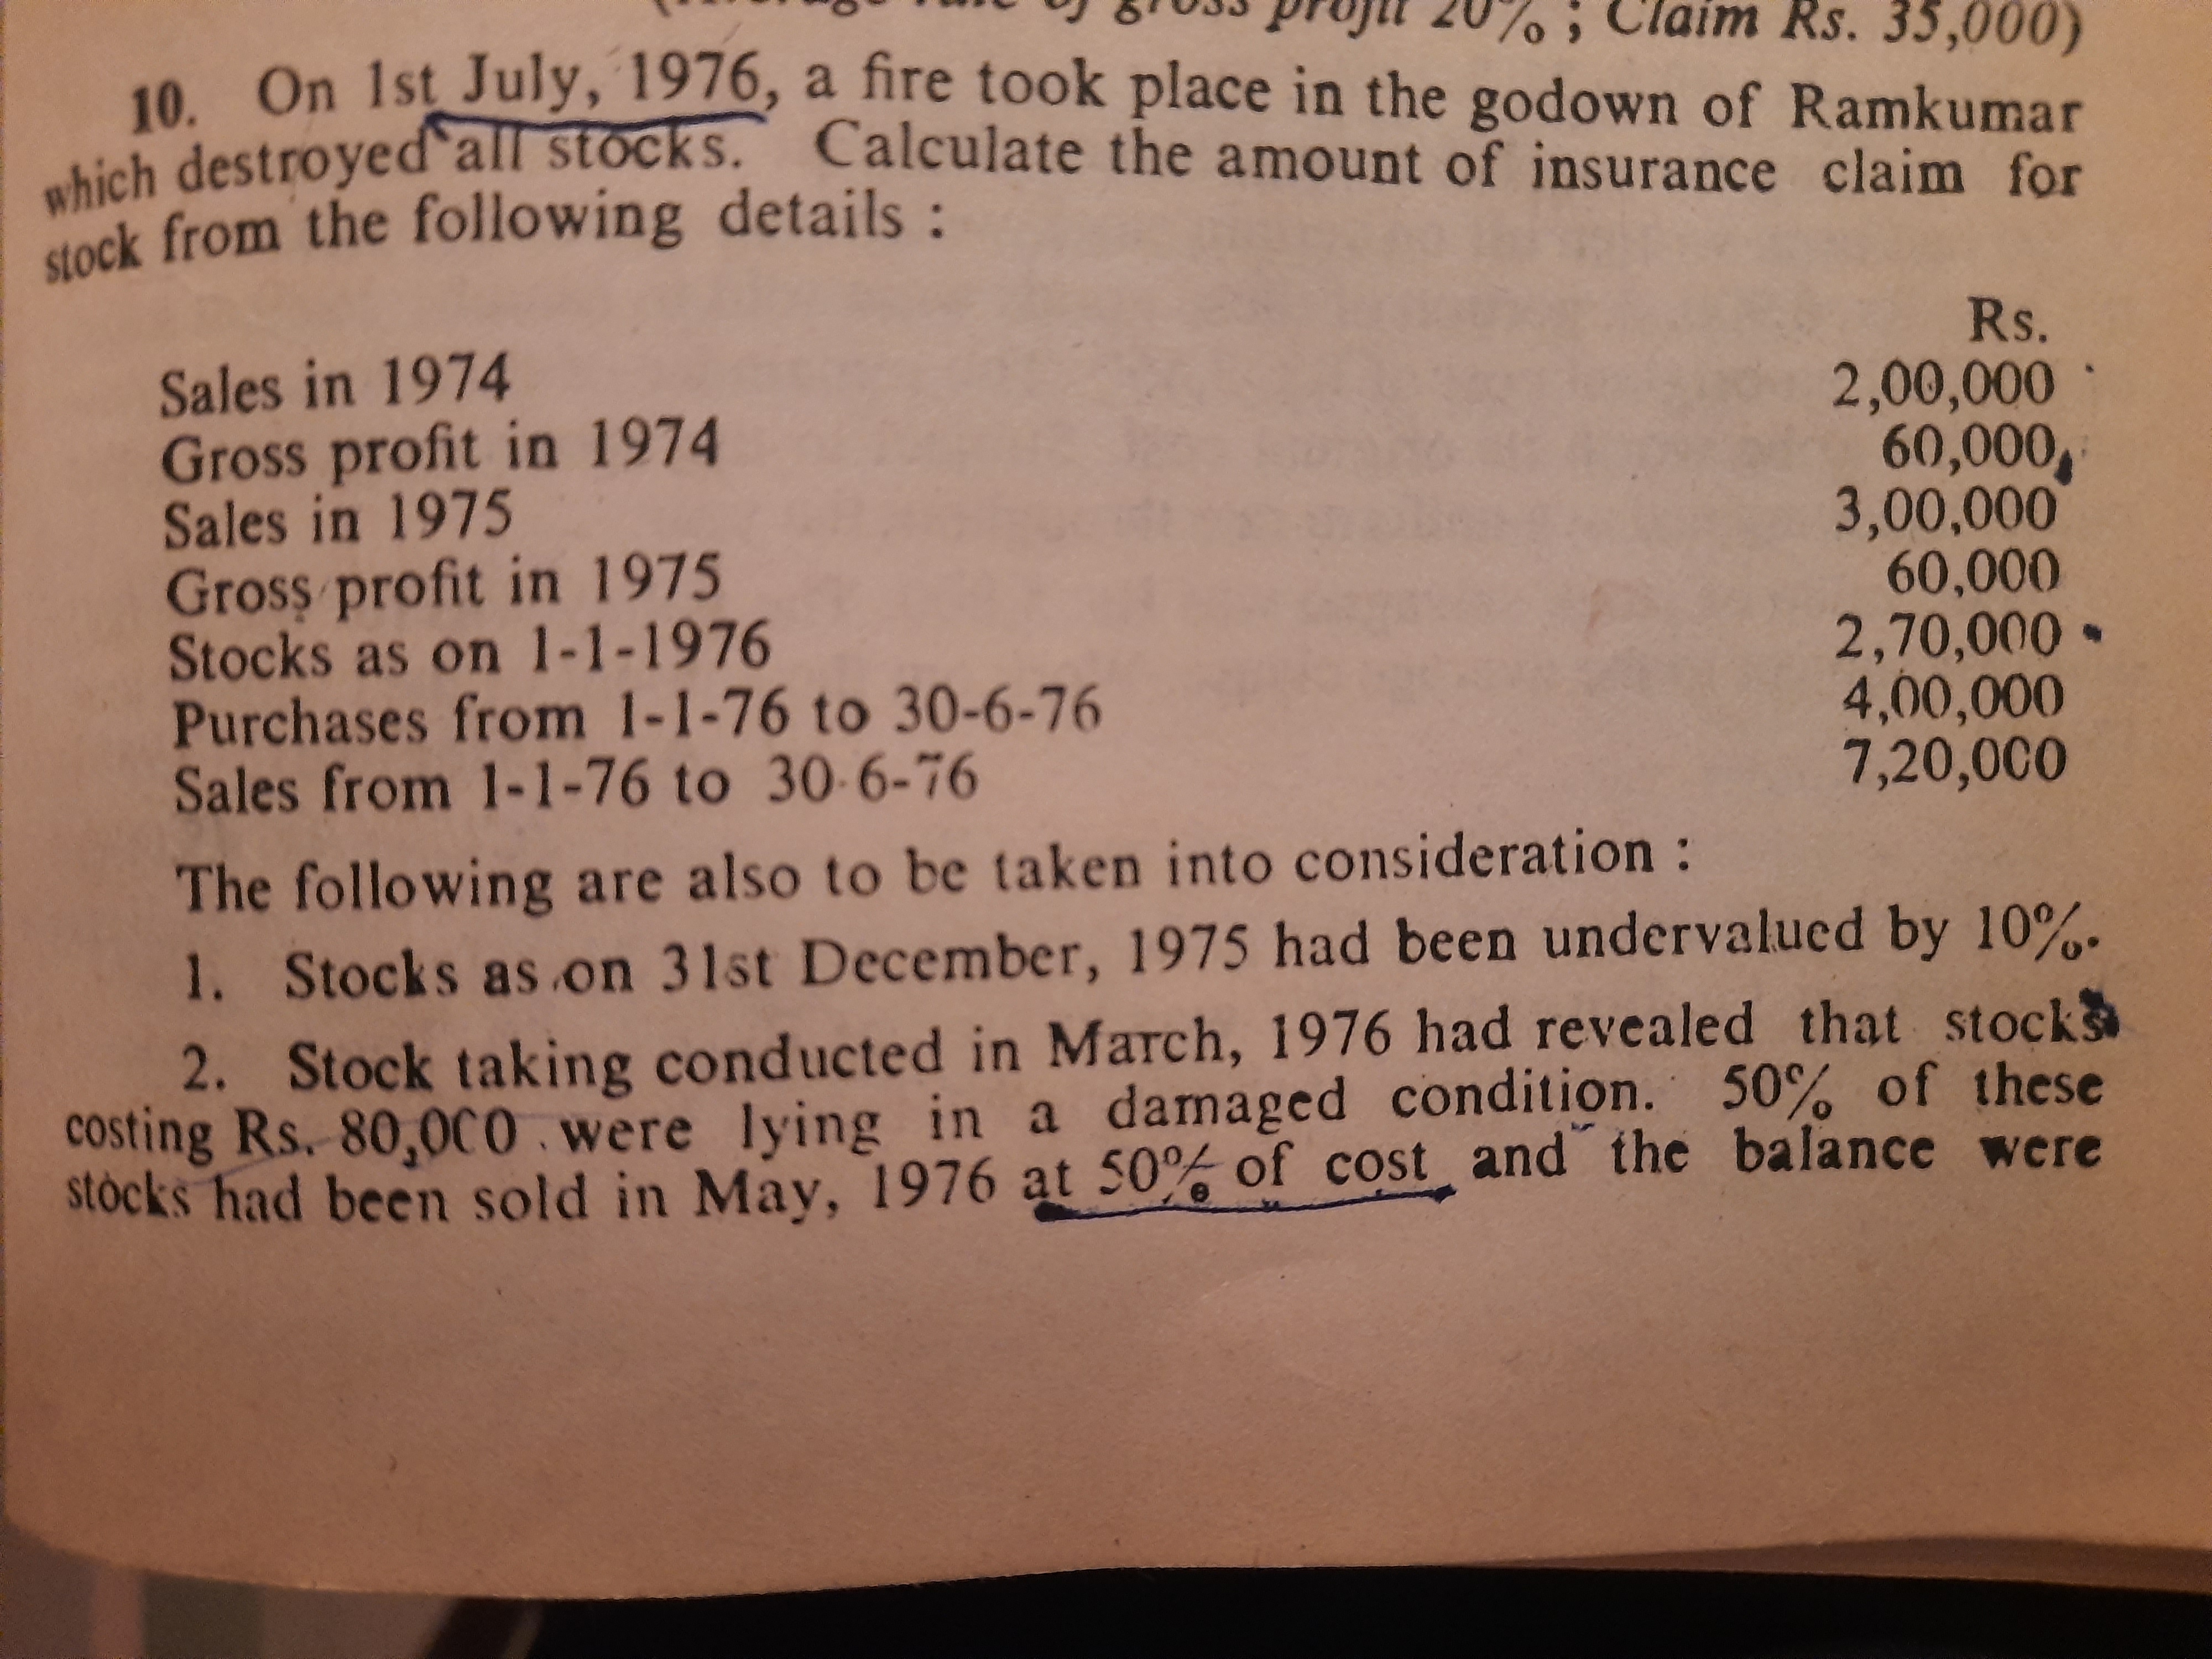 (Average rate of gross profit 20% ; Claim Rs. 35,000)
10. On 1st July, 1976, a fire took place in the godown of Ramkumar
which destroyed all stocks. Calculate the amount of insurance claim for
stock from the following details :
Rs.
Sales in 1974 2,00,000
Gross profit in 1974 60,000
Sales in 1975 3,00,000
Gross profit in 1975 60,000
Stocks as on 1-1-1976 2,70,000
Purchases from 1-1-76 to 30-6-76 4,00,000
Sales from 1-1-76 to 30-6-76 7,20,000
The following are also to be taken into consideration :
1. Stocks as on 31st December, 1975 had been undervalued by 10%.
2. Stock taking conducted in March, 1976 had revealed that stocks
costing Rs. 80,000 were lying in a damaged condition. 50% of these
stocks had been sold in May, 1976 at 50% of cost and the balance were